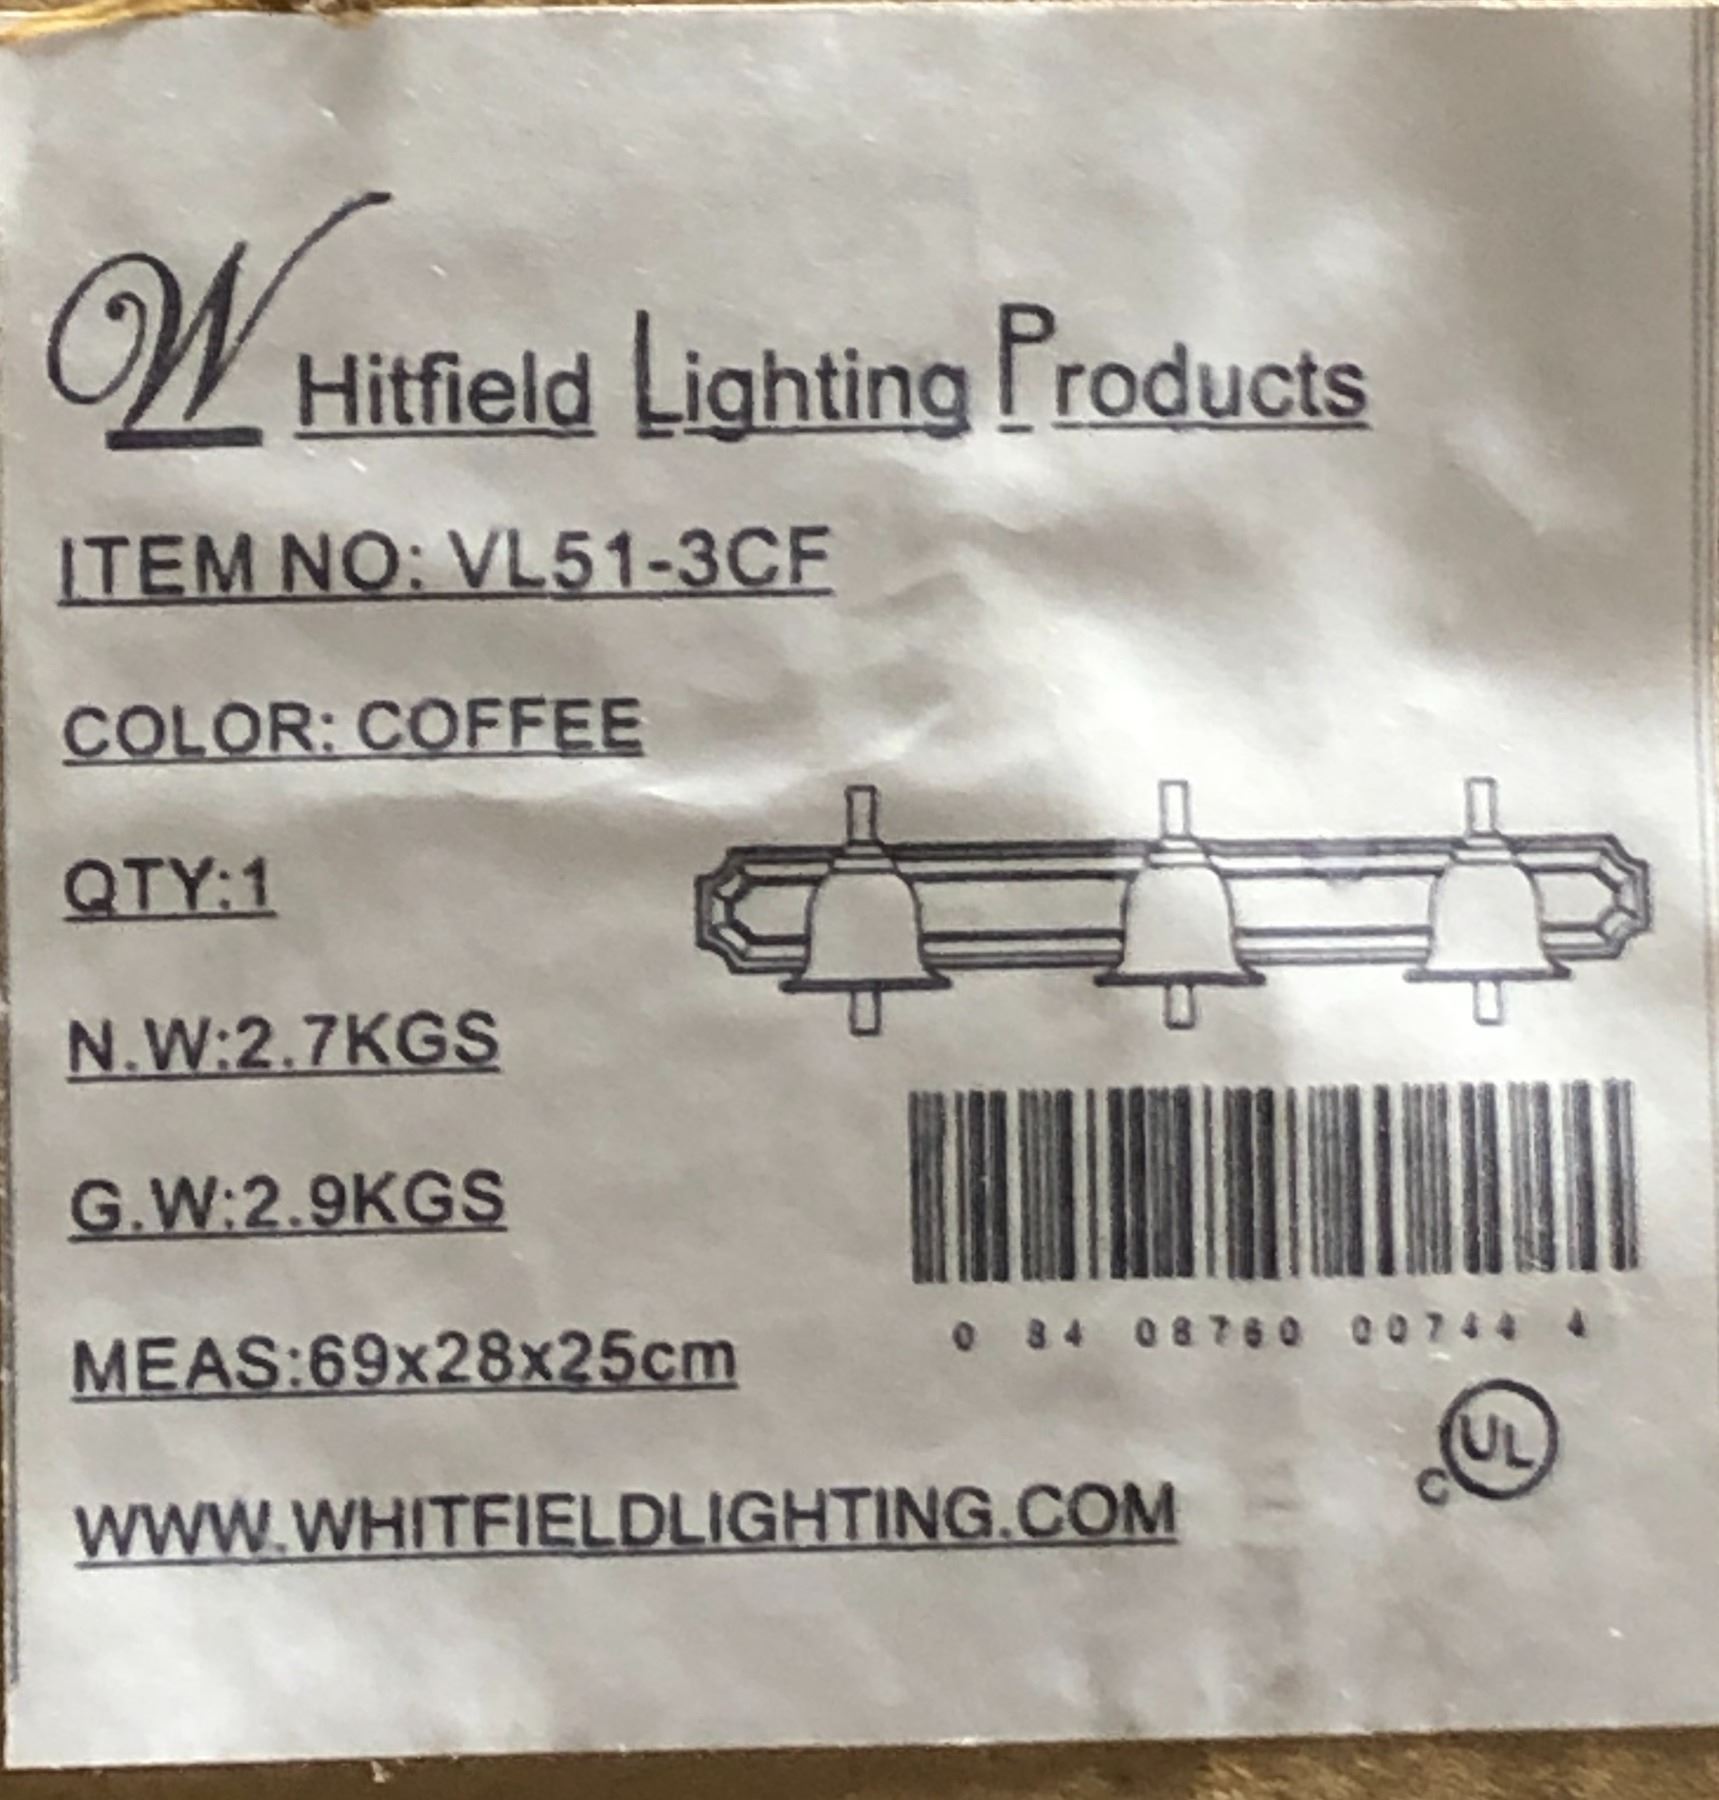 WHitfield Lighting Products
ITEM NO: VL51-3CF
COLOR: COFFEE
QTY:1
N.W:2.7KGS
G.W:2.9KGS
MEAS:69x28x25cm
0 84 08760 00744 4
C UL
WWW.WHITFIELDLIGHTING.COM